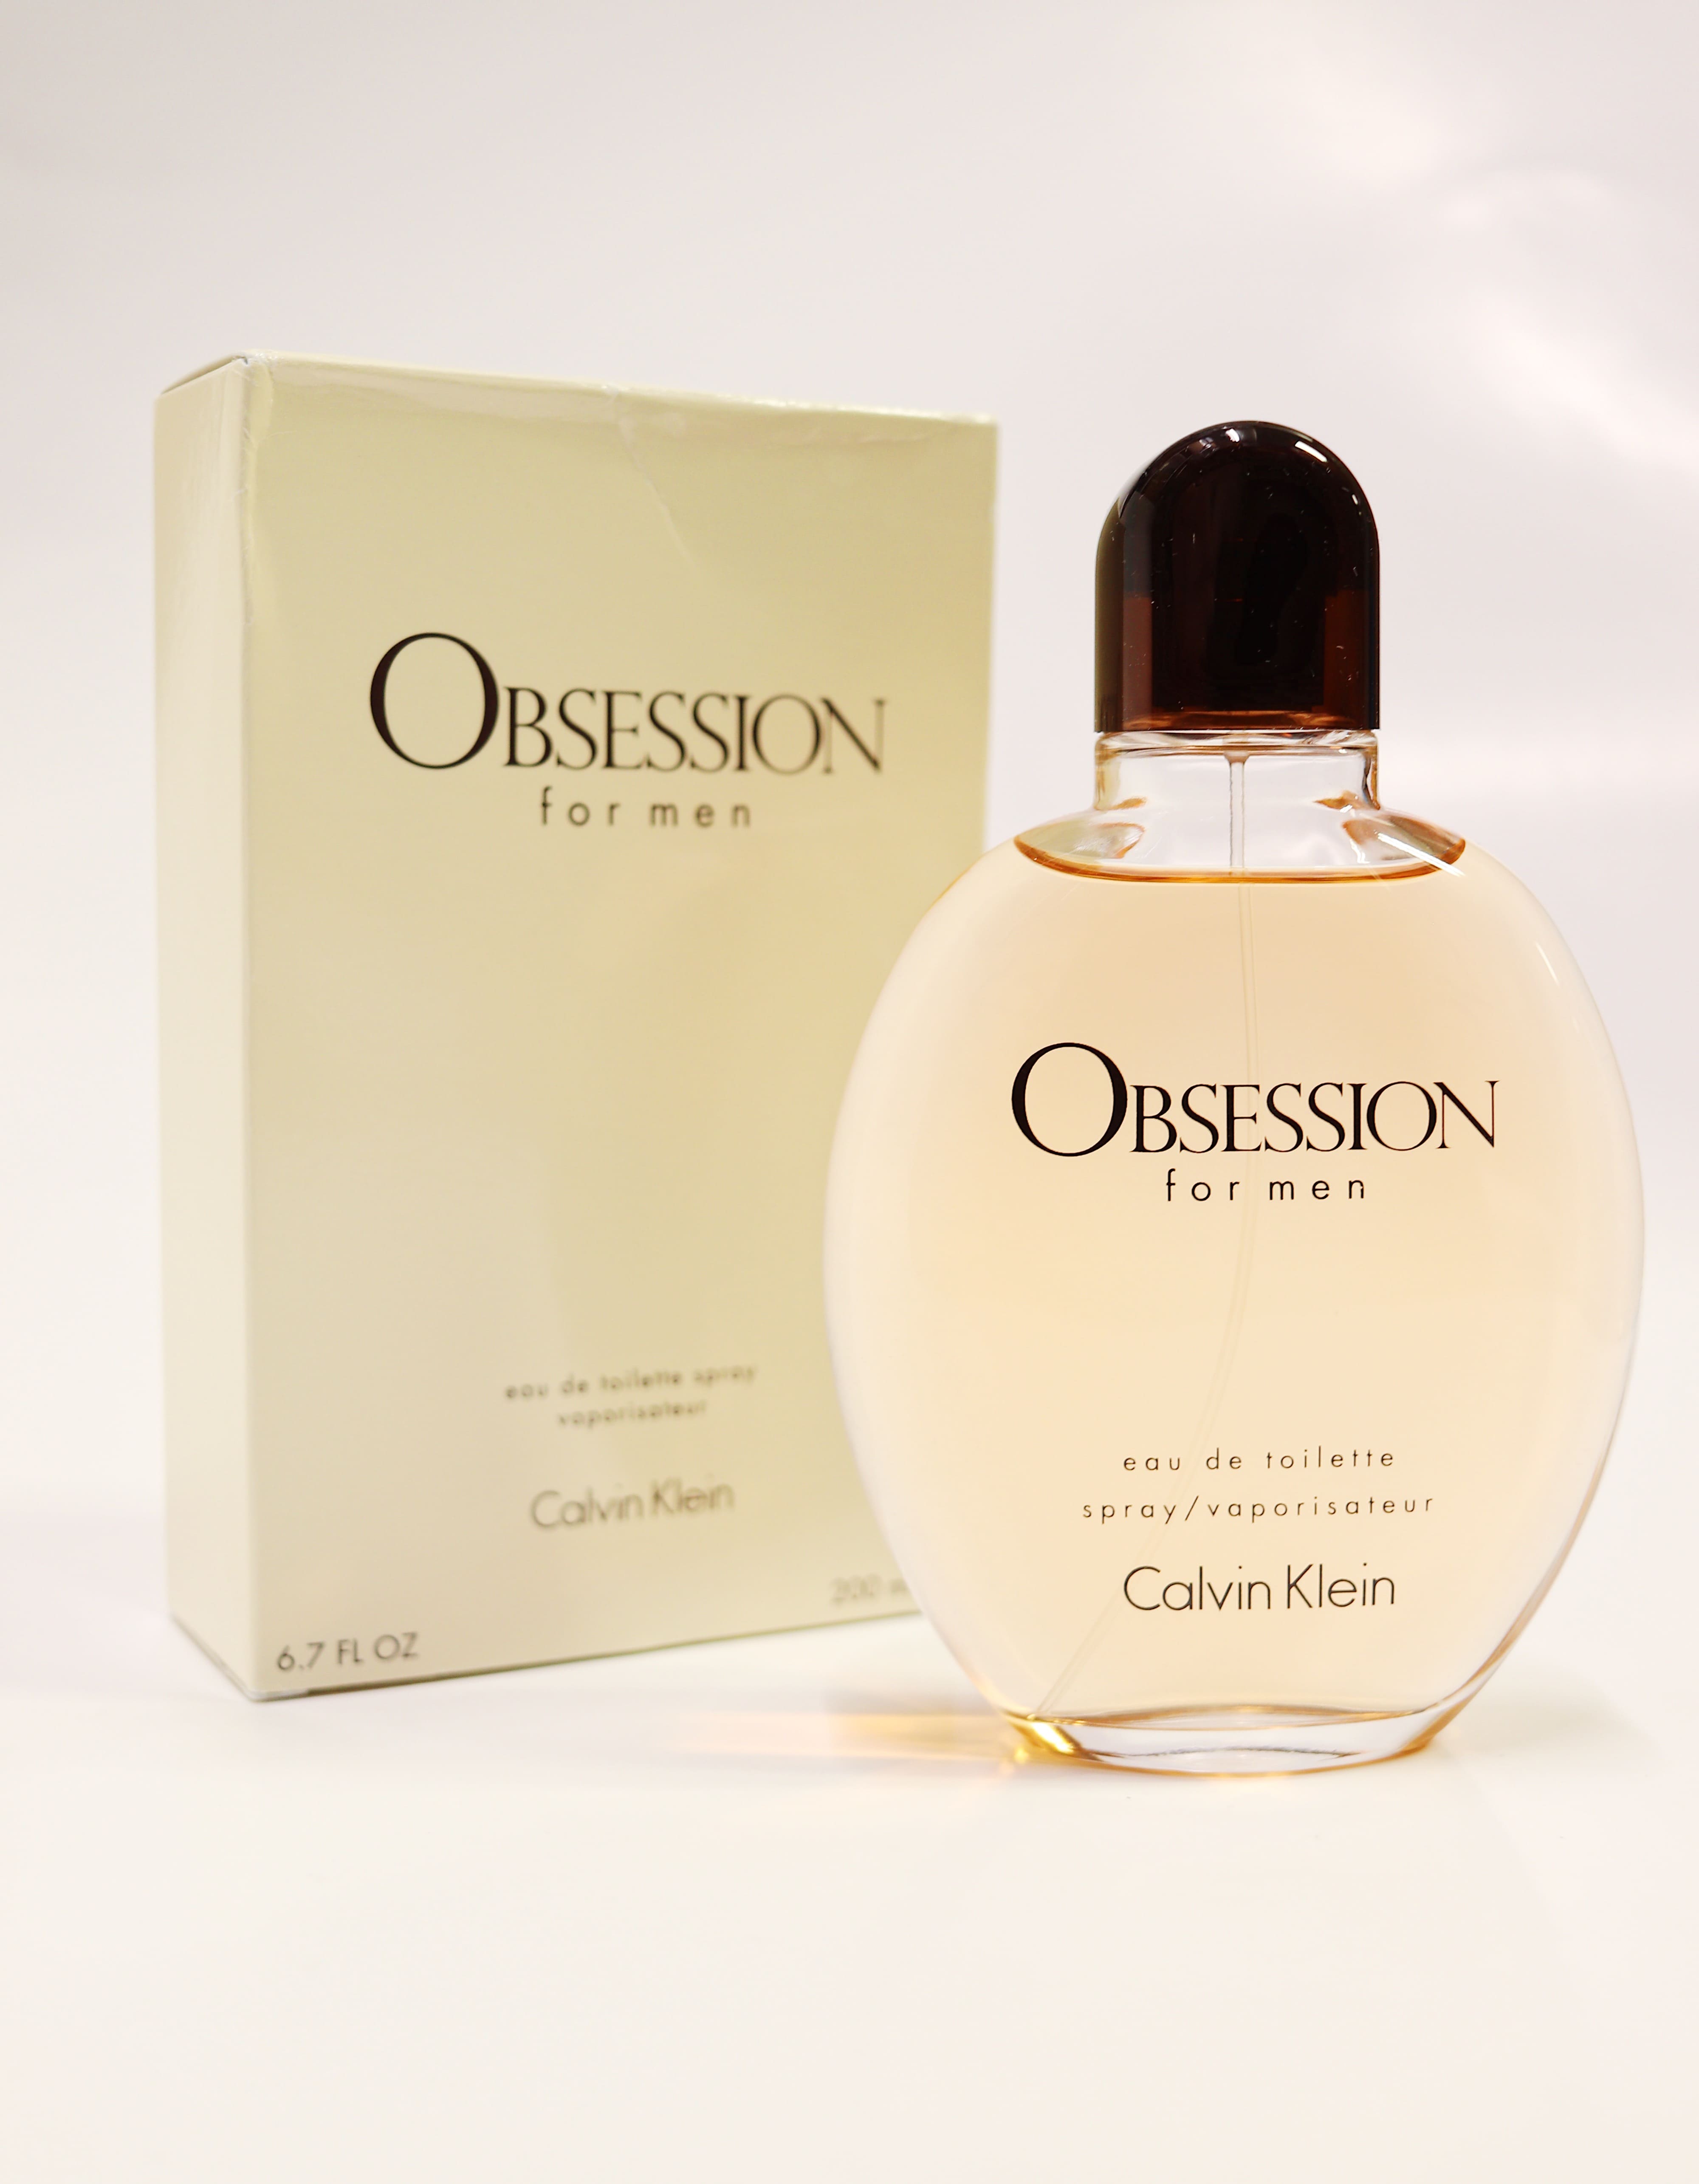 OBSESSION
for men
eau de toilette spray
vaporisateur
Calvin Klein
6.7 FL OZ
200
OBSESSION
for men
eau de toilette
spray/vaporisateur
Calvin Klein